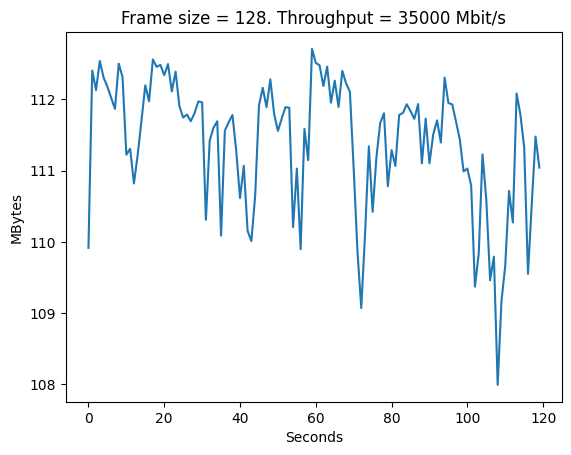 Frame size = 128. Throughput = 35000 Mbit/s
MBytes
112
111
110
109
108
0 20 40 60 80 100 120
Seconds